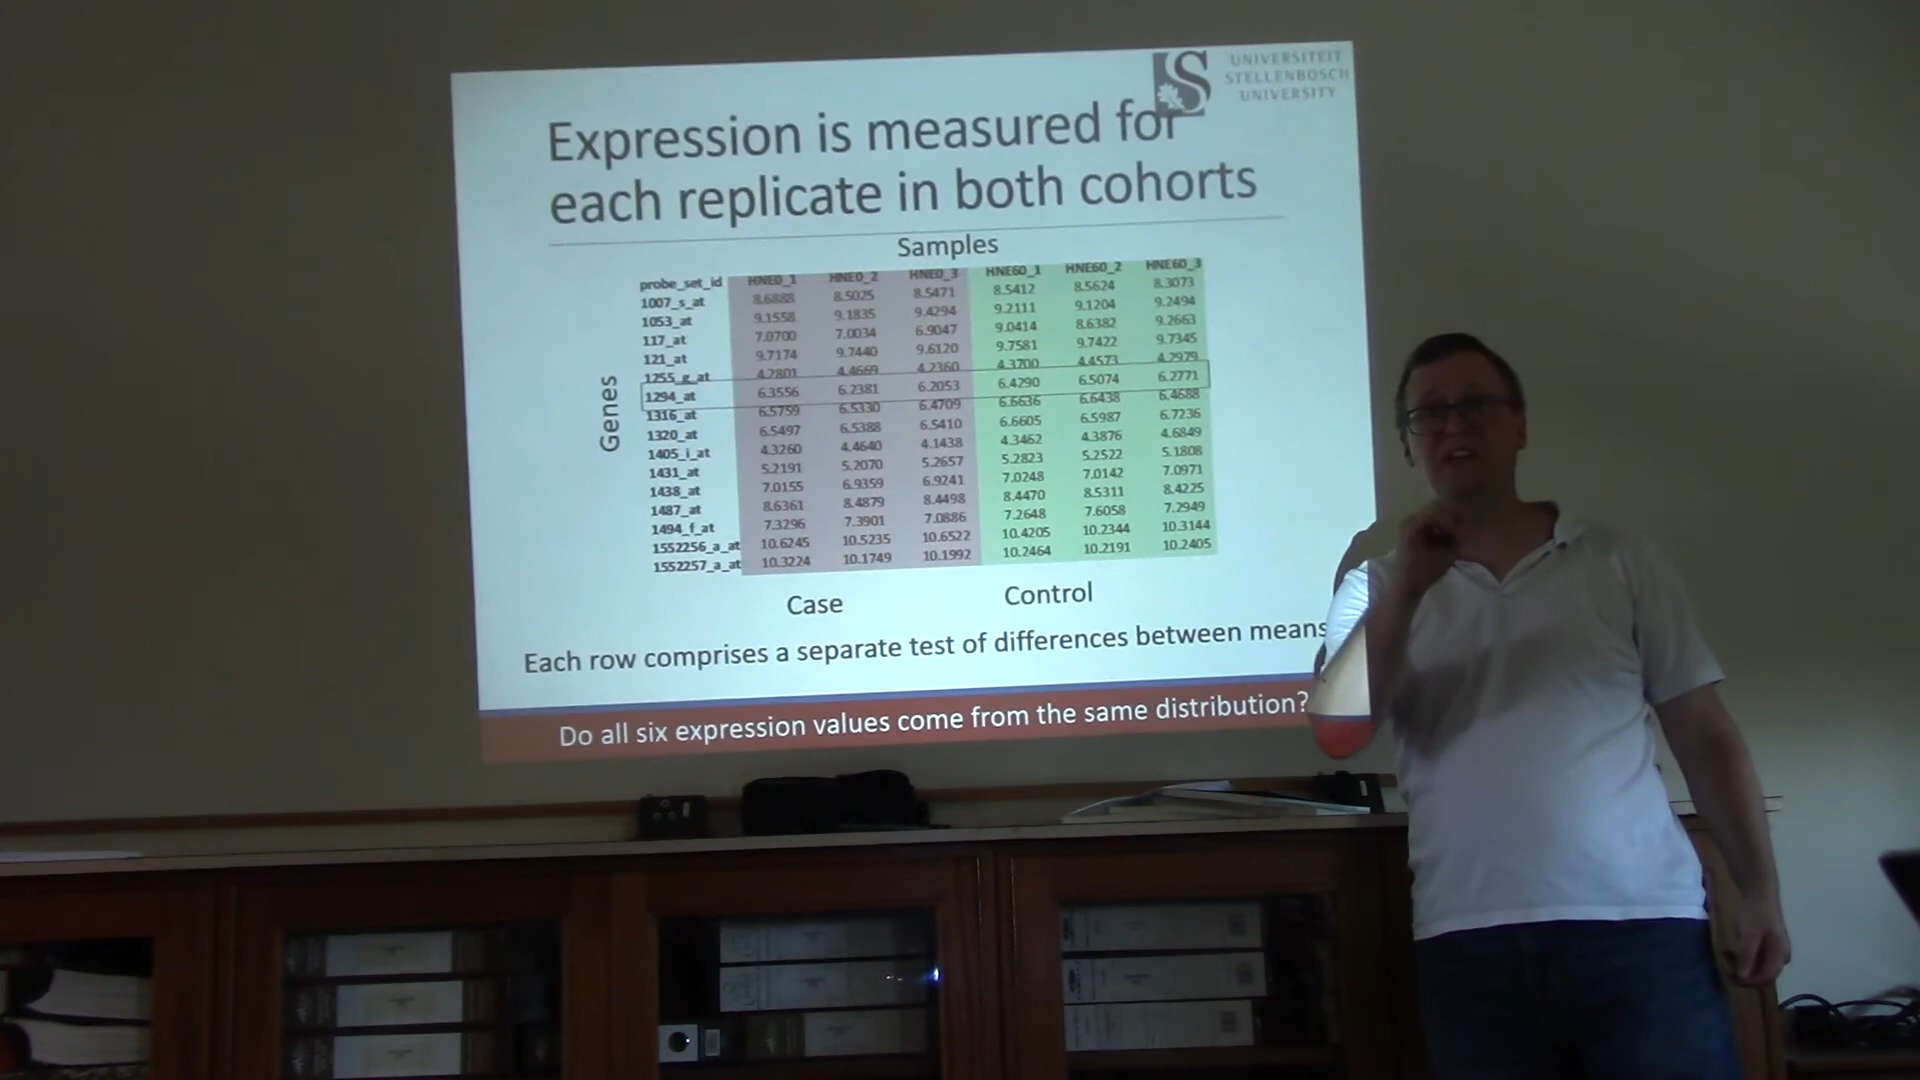 UNIVERSITEIT
STELLENBOSCH
UNIVERSITY
Expression is measured for
each replicate in both cohorts
Samples
Genes
probe_set_id HNE0_1 HNE0_2 HNE0_3 HNE60_1 HNE60_2 HNE60_3
1007_s_at 8.6888 8.5025 8.5471 8.5412 8.5624 8.3073
1053_at 9.1558 9.1835 9.4294 9.2111 9.1204 9.2494
117_at 7.0700 7.0034 6.9047 9.0414 8.6382 9.2663
121_at 9.7174 9.7440 9.6120 9.7581 9.7422 9.7345
1255_g_at 4.2801 4.4669 4.2360 4.3700 4.4573 4.2979
1294_at 6.3556 6.2381 6.2053 6.4290 6.5074 6.2771
1316_at 6.5759 6.5330 6.4709 6.6636 6.6438 6.4688
1320_at 6.5497 6.5388 6.5410 6.6605 6.5987 6.7236
1405_i_at 4.3260 4.4640 4.1438 4.3462 4.3876 4.6849
1431_at 5.2191 5.2070 5.2657 5.2823 5.2522 5.1808
1438_at 7.0155 6.9359 6.9241 7.0248 7.0142 7.0971
1487_at 8.6361 8.4879 8.4498 8.4470 8.5311 8.4225
1494_f_at 7.3296 7.3901 7.0886 7.2648 7.6058 7.2949
1552256_a_at 10.6245 10.5235 10.6522 10.4205 10.2344 10.3144
1552257_a_at 10.3224 10.1749 10.1992 10.2464 10.2191 10.2405
Case Control
Each row comprises a separate test of differences between means
Do all six expression values come from the same distribution?